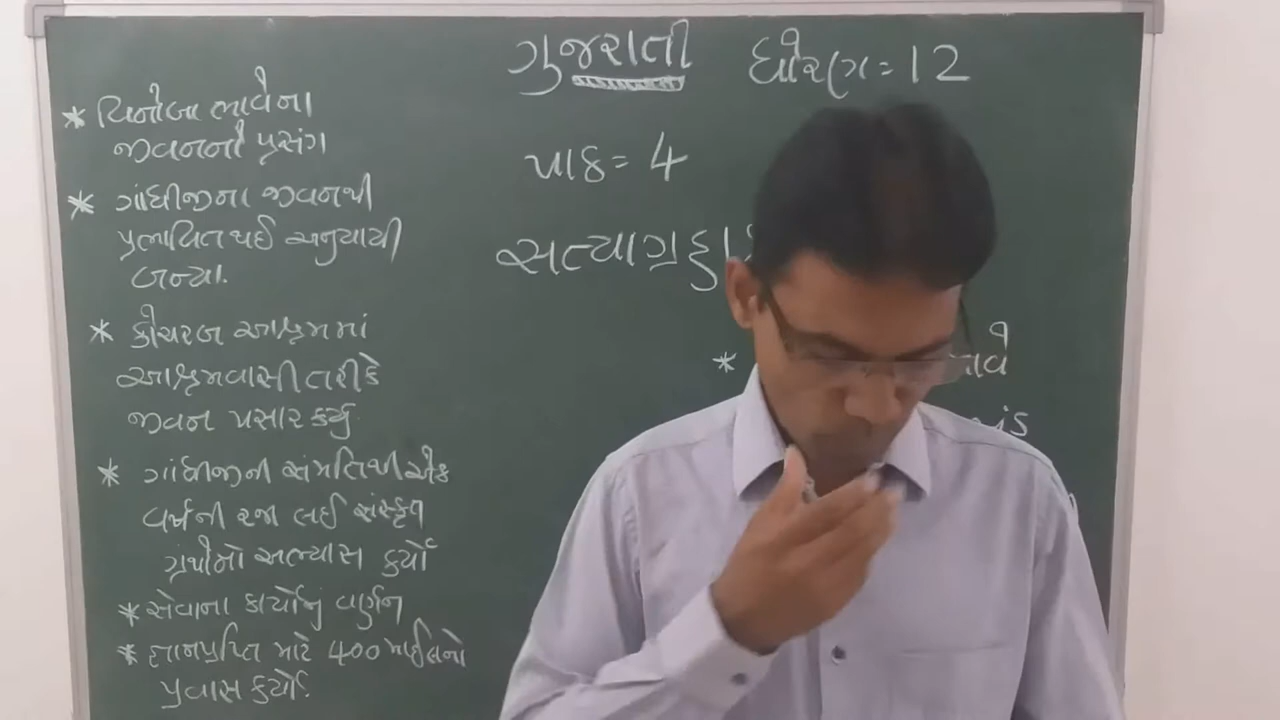 ગુજરાતી ધોરણ = 12
પાઠ = 4
* વિનોબા ભાવેના
જીવનનો પ્રસંગ
* ગાંધીજીના જીવનથી
પ્રભાવિત થઈ અનુયાયી
બન્યા.
* કોચરબ આશ્રમમાં
આશ્રમવાસી તરીકે
જીવન પસાર કર્યુ
* ગાંધીજીની સંમતિથી એક
વર્ષની રજા લઈ સંસ્કૃત
ગ્રંથોનો અભ્યાસ કર્યો
* સેવાના કાર્યોનું વર્ણન
* જ્ઞાનપ્રાપ્તિ માટે 400 માઈલનો
પ્રવાસ કર્યો.